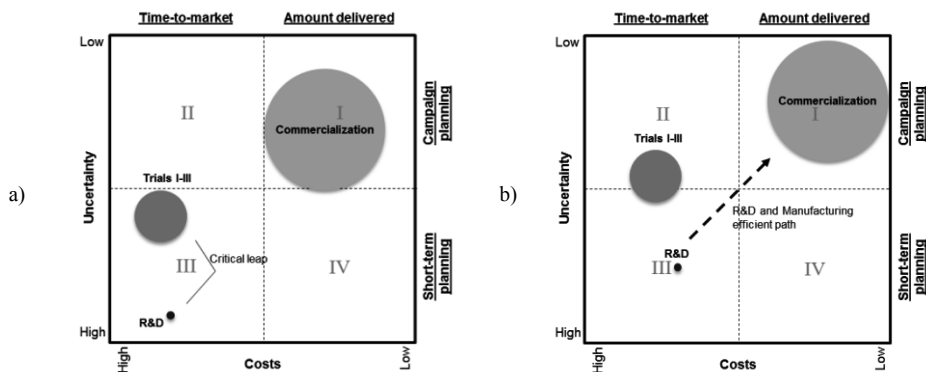 a)
Time-to-market
Amount delivered
Low
Uncertainty
High
II
I
Commercialization
Trials I-III
III
Critical leap
IV
R&D
Campaign
planning
Short-term
planning
High
Costs
Low
b)
Time-to-market
Amount delivered
Low
Uncertainty
High
II
Commercialization
I
Trials I-III
R&D and Manufacturing
efficient path
III
R&D
IV
Campaign
planning
Short-term
planning
High
Costs
Low